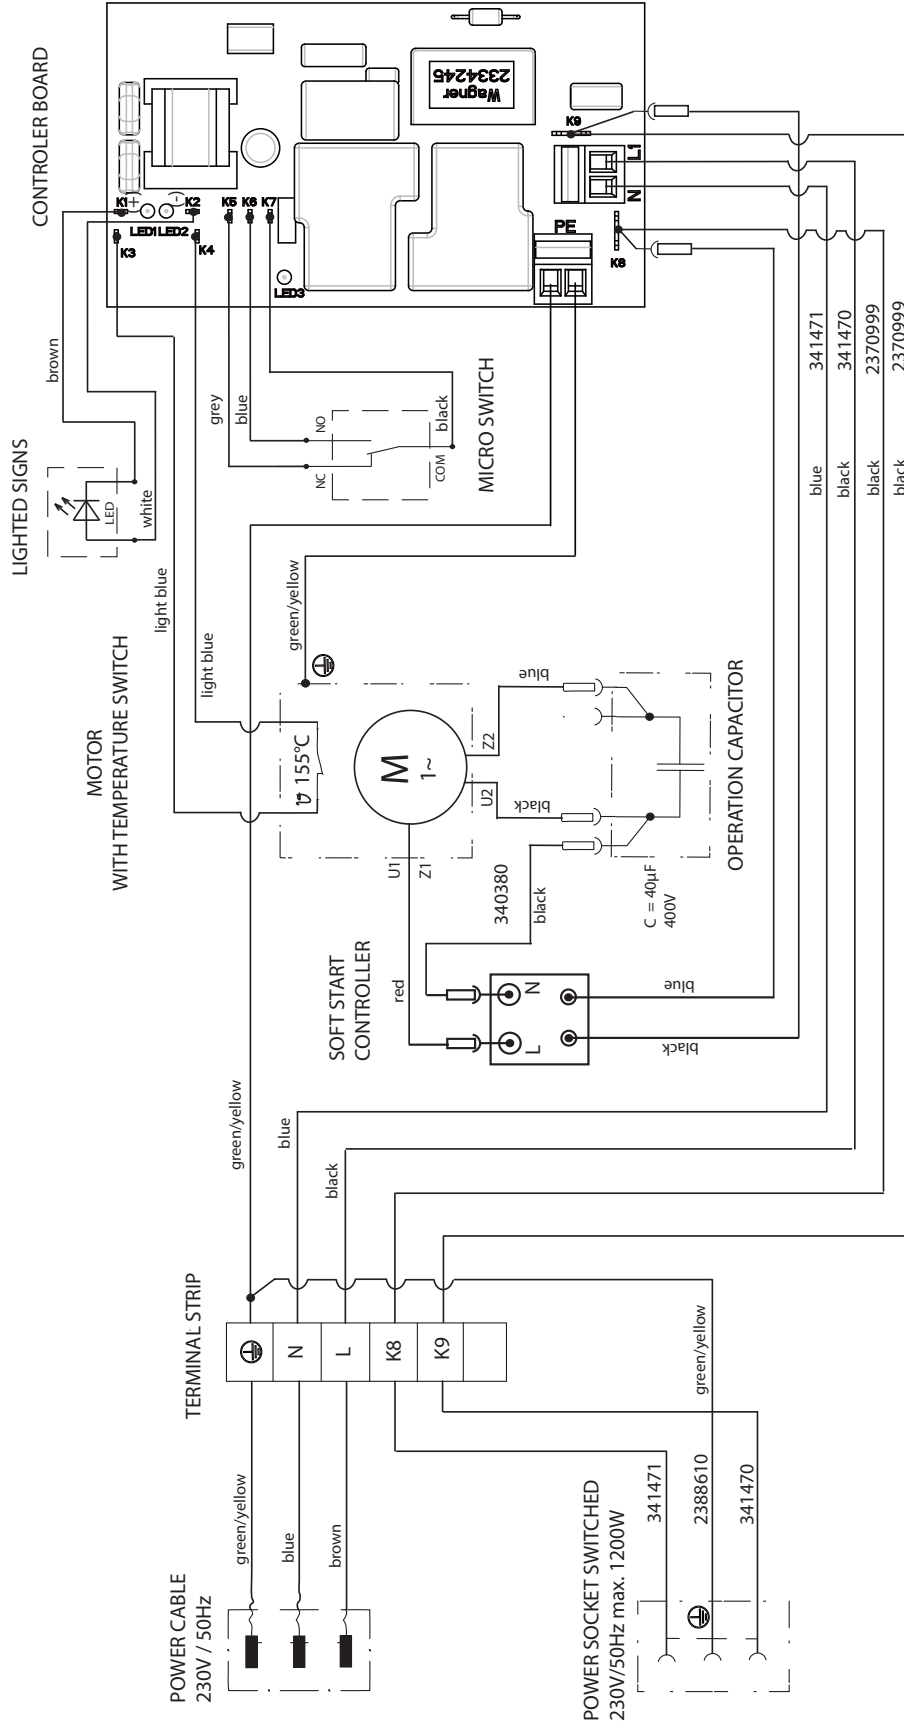 POWER CABLE
230V / 50Hz
green/yellow
blue
brown
TERMINAL STRIP
N
L
K8
K9
green/yellow
blue
black
POWER SOCKET SWITCHED
230V/50Hz max. 1200W
341471
2388610
341470
green/yellow
SOFT START
CONTROLLER
red
L
N
black
blue
340380
black
MOTOR
WITH TEMPERATURE SWITCH
ϑ 155°C
M
1~
U1
Z1
U2
Z2
black
blue
C = 40µF
400V
OPERATION CAPACITOR
green/yellow
light blue
light blue
LIGHTED SIGNS
LED
white
brown
MICRO SWITCH
NC
NO
COM
grey
blue
black
CONTROLER BOARD
K1
+
-
K2
LED1
LED2
K3
K4
K5
K6
K7
LED3
Wagner
2334245
PE
K8
N
L1
K9
blue
341471
black
341470
black
2370999
black
2370999